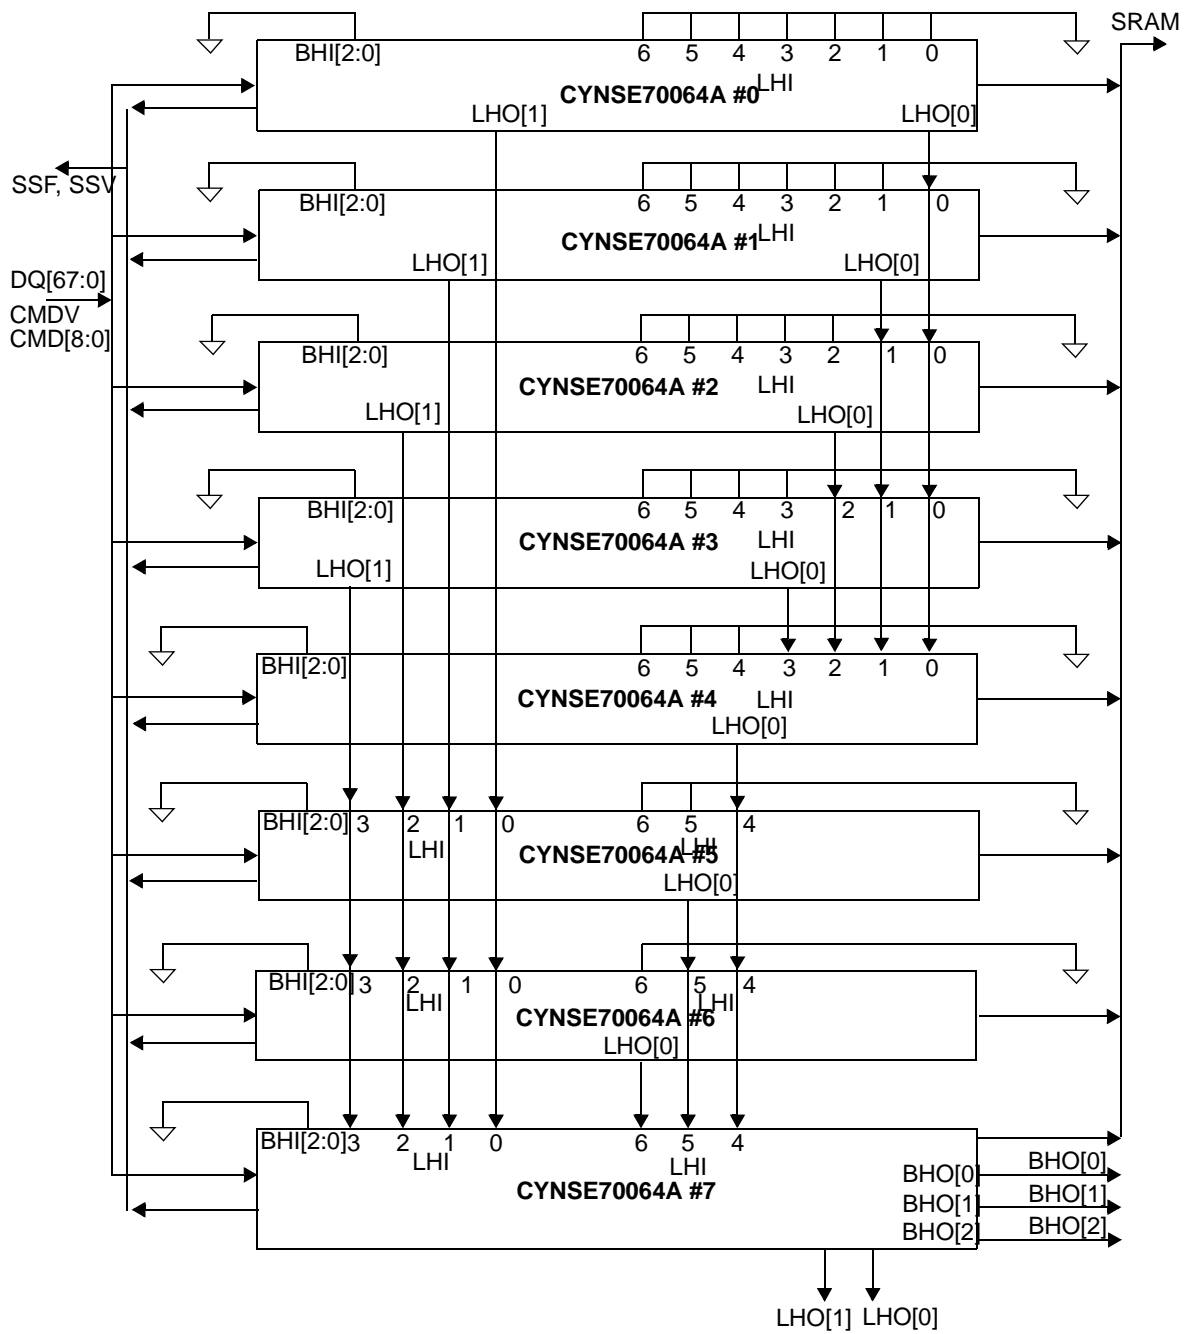 SRAM
BHI[2:0] 6 5 4 3 2 1 0
LHI
CYNSE70064A #0
LHO[1] LHO[0]
SSF, SSV
BHI[2:0] 6 5 4 3 2 1 0
LHI
CYNSE70064A #1
LHO[1] LHO[0]
DQ[67:0]
CMDV
CMD[8:0]
BHI[2:0] 6 5 4 3 2 1 0
CYNSE70064A #2 LHI
LHO[1] LHO[0]
BHI[2:0] 6 5 4 3 2 1 0
CYNSE70064A #3 LHI
LHO[1] LHO[0]
BHI[2:0] 6 5 4 3 2 1 0
CYNSE70064A #4 LHI
LHO[0]
BHI[2:0] 3 2 1 0 6 5 4
LHI LHI
CYNSE70064A #5
LHO[0]
BHI[2:0] 3 2 1 0 6 5 4
LHI LHI
CYNSE70064A #6
LHO[0]
BHI[2:0] 3 2 1 0 6 5 4
LHI LHI
CYNSE70064A #7
BHO[0] BHO[0]
BHO[1] BHO[1]
BHO[2] BHO[2]
LHO[1] LHO[0]